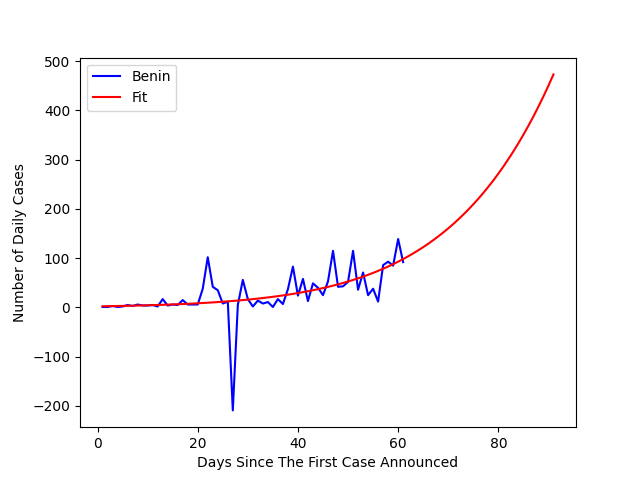 Benin
Fit
500
400
300
200
100
0
−100
−200
0 20 40 60 80
Number of Daily Cases
Days Since The First Case Announced